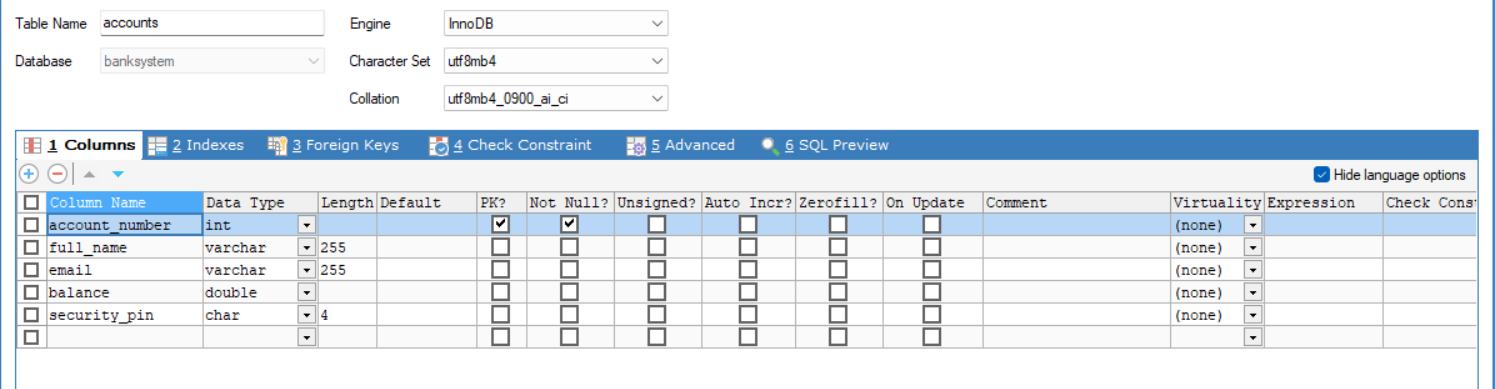 Table Name accounts Engine InnoDB
Database banksystem Character Set utf8mb4
Collation utf8mb4_0900_ai_ci
1 Columns 2 Indexes 3 Foreign Keys 4 Check Constraint 5 Advanced 6 SQL Preview
Hide language options
Column Name Data Type Length Default PK? Not Null? Unsigned? Auto Incr? Zerofill? On Update Comment Virtuality Expression Check Cons
account_number int (none)
full_name varchar 255 (none)
email varchar 255 (none)
balance double (none)
security_pin char 4 (none)